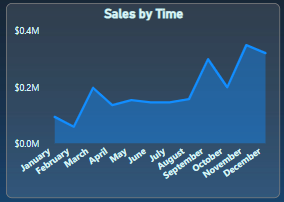 Sales by Time
$0.4M
$0.2M
$0.0M
January
February
March
April
May
June
July
August
September
October
November
December